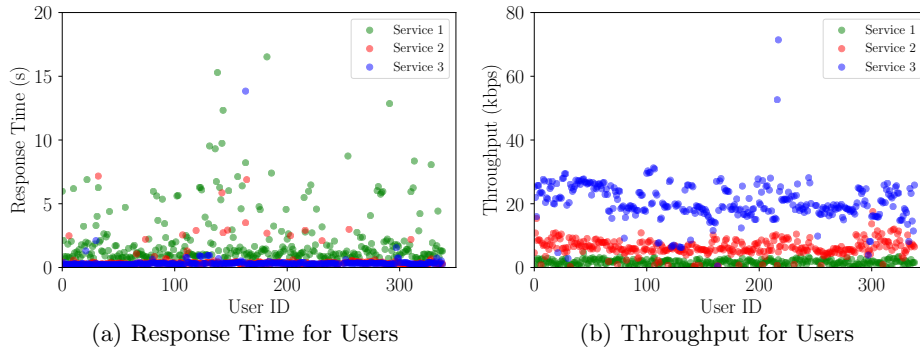 20
15
10
5
0
Response Time (s)
Service 1
Service 2
Service 3
0
100
200
300
User ID
(a) Response Time for Users
80
60
40
20
0
Throughput (kbps)
Service 1
Service 2
Service 3
0
100
200
300
User ID
(b) Throughput for Users